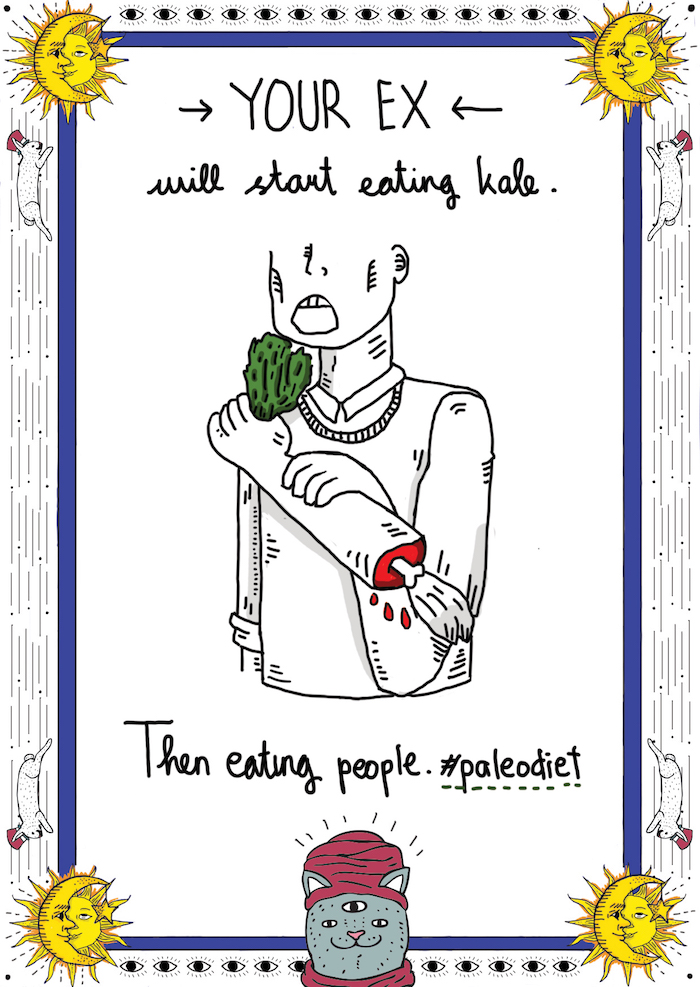 → YOUR EX ←
will start eating kale.
Then eating people. #paleodiet